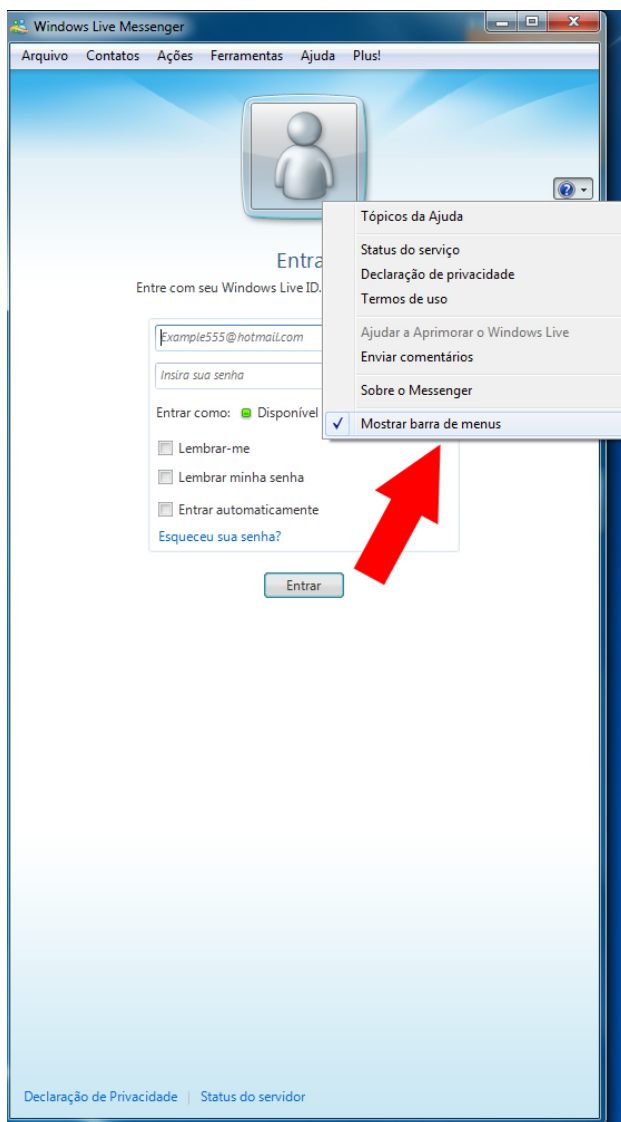 Windows Live Messenger
Arquivo Contatos Ações Ferramentas Ajuda Plus!
Tópicos da Ajuda
Status do serviço
Declaração de privacidade
Termos de uso
Ajudar a Aprimorar o Windows Live
Enviar comentários
Sobre o Messenger
Mostrar barra de menus
Entre com seu Windows Live ID.
Example555@hotmail.com
Insira sua senha
Entrar como: Disponível
Lembrar-me
Lembrar minha senha
Entrar automaticamente
Esqueceu sua senha?
Entrar
Declaração de Privacidade | Status do servidor